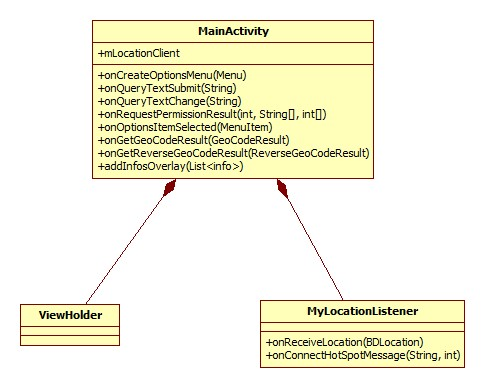 MainActivity
+mLocationClient
+onCreateOptionsMenu(Menu)
+onQueryTextSubmit(String)
+onQueryTextChange(String)
+onRequestPermissionResult(int, String[], int[])
+onOptionsItemSelected(MenuItem)
+onGetGeoCodeResult(GeoCodeResult)
+onGetReverseGeoCodeResult(ReverseGeoCodeResult)
+addInfosOverlay(List<info>)
ViewHolder
MyLocationListener
+onReceiveLocation(BDLocation)
+onConnectHotSpotMessage(String, int)